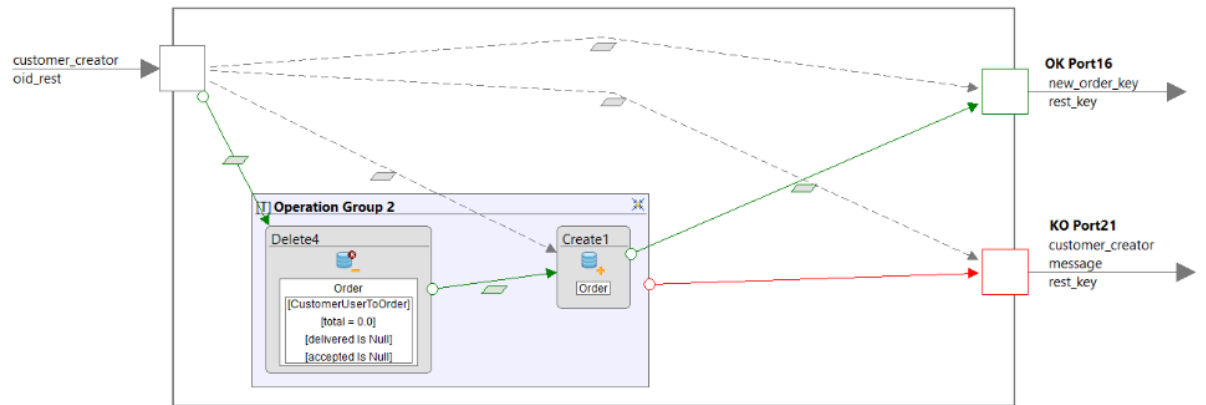 customer_creator
oid_rest
OK Port16
new_order_key
rest_key
[T] Operation Group 2
Delete4
Order
[CustomerUserToOrder]
[total = 0.0]
[delivered Is Null]
[accepted Is Null]
Create1
Order
KO Port21
customer_creator
message
rest_key